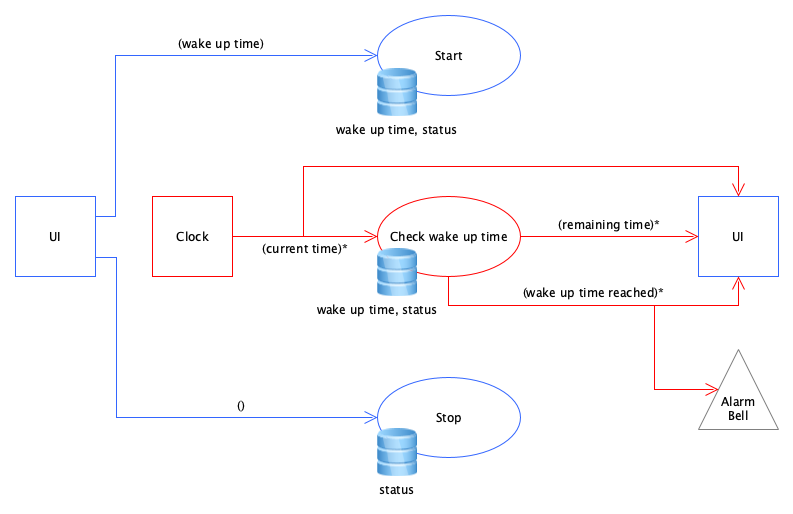 (wake up time)
Start
wake up time, status
UI
Clock
(current time)*
Check wake up time
(remaining time)*
UI
wake up time, status
(wake up time reached)*
Alarm
Bell
()
Stop
status